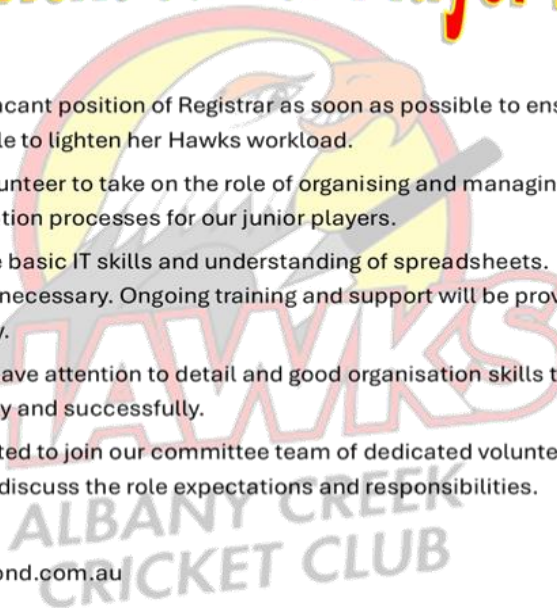 acant position of Registrar as soon as possible to ens
le to lighten her Hawks workload.
unteer to take on the role of organising and managin
tion processes for our junior players.
e basic IT skills and understanding of spreadsheets.
necessary. Ongoing training and support will be prov
y.
ave attention to detail and good organisation skills t
y and successfully.
ted to join our committee team of dedicated voluntee
discuss the role expectations and responsibilities.
ond.com.au
HAWKS
ALBANY CREEK
CRICKET CLUB